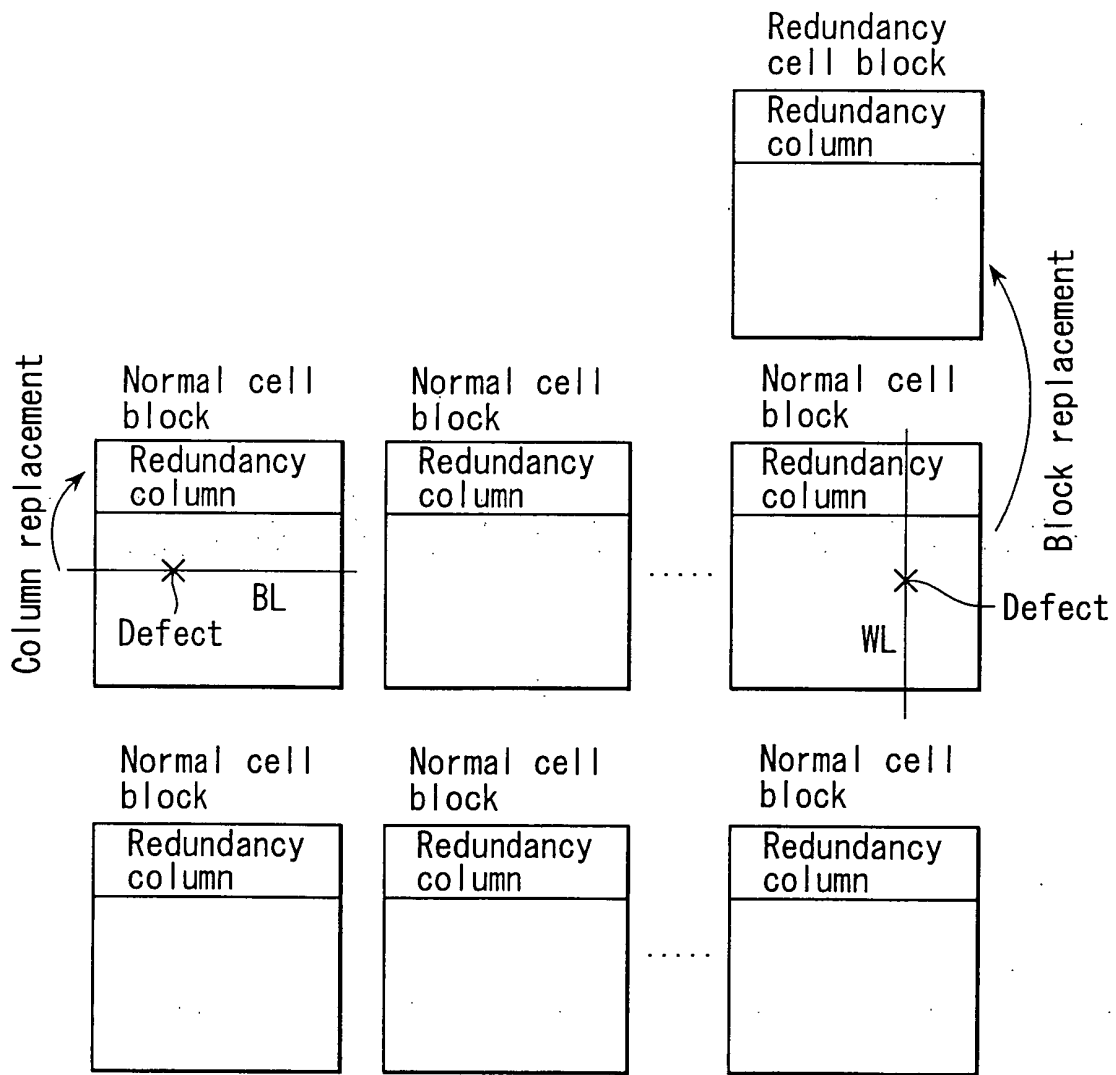 Redundancy
cell block
Redundancy
column
Block replacement
Column replacement
Normal cell
block
Normal cell
block
Normal cell
block
Redundancy
column
Redundancy
column
Redundancy
column
BL
Defect
.....
WL
Defect
Normal cell
block
Normal cell
block
Normal cell
block
Redundancy
column
Redundancy
column
Redundancy
column
.....